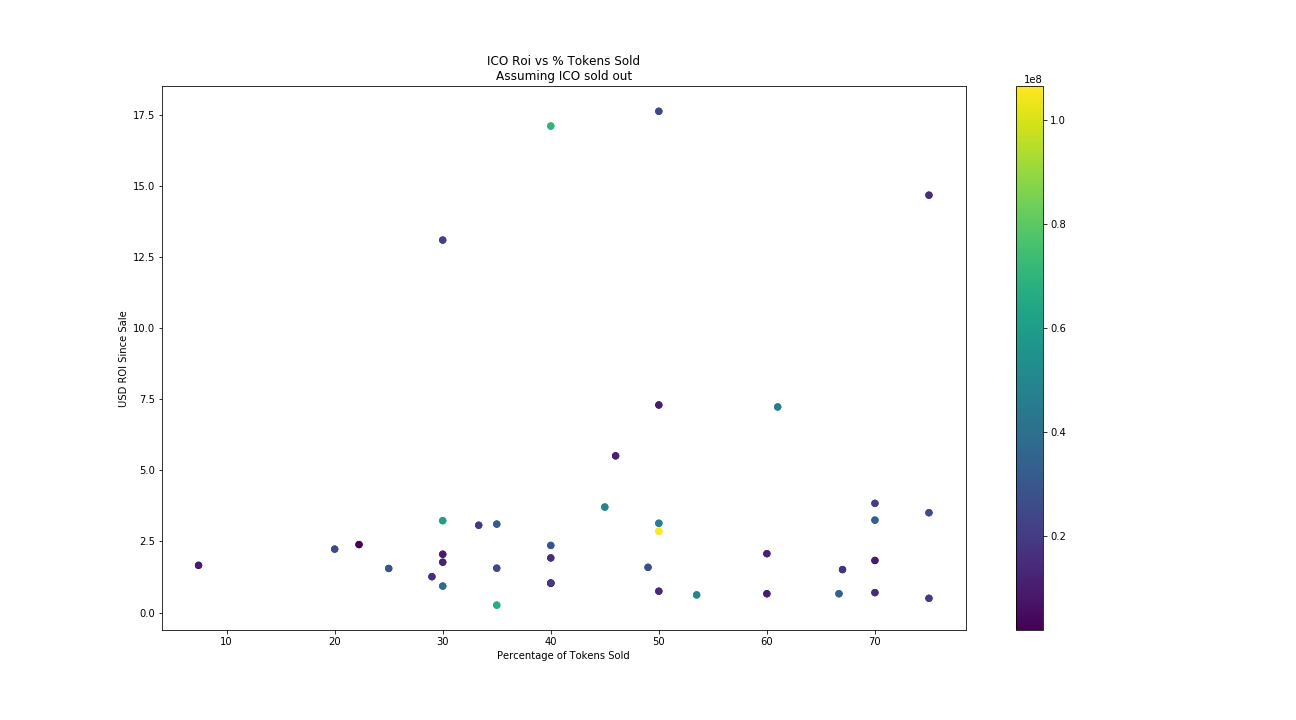 ICO Roi vs % Tokens Sold
Assuming ICO sold out
1e8
17.5
15.0
12.5
10.0
7.5
5.0
2.5
0.0
USD ROI Since Sale
10 20 30 40 50 60 70
Percentage of Tokens Sold
1.0
0.8
0.6
0.4
0.2